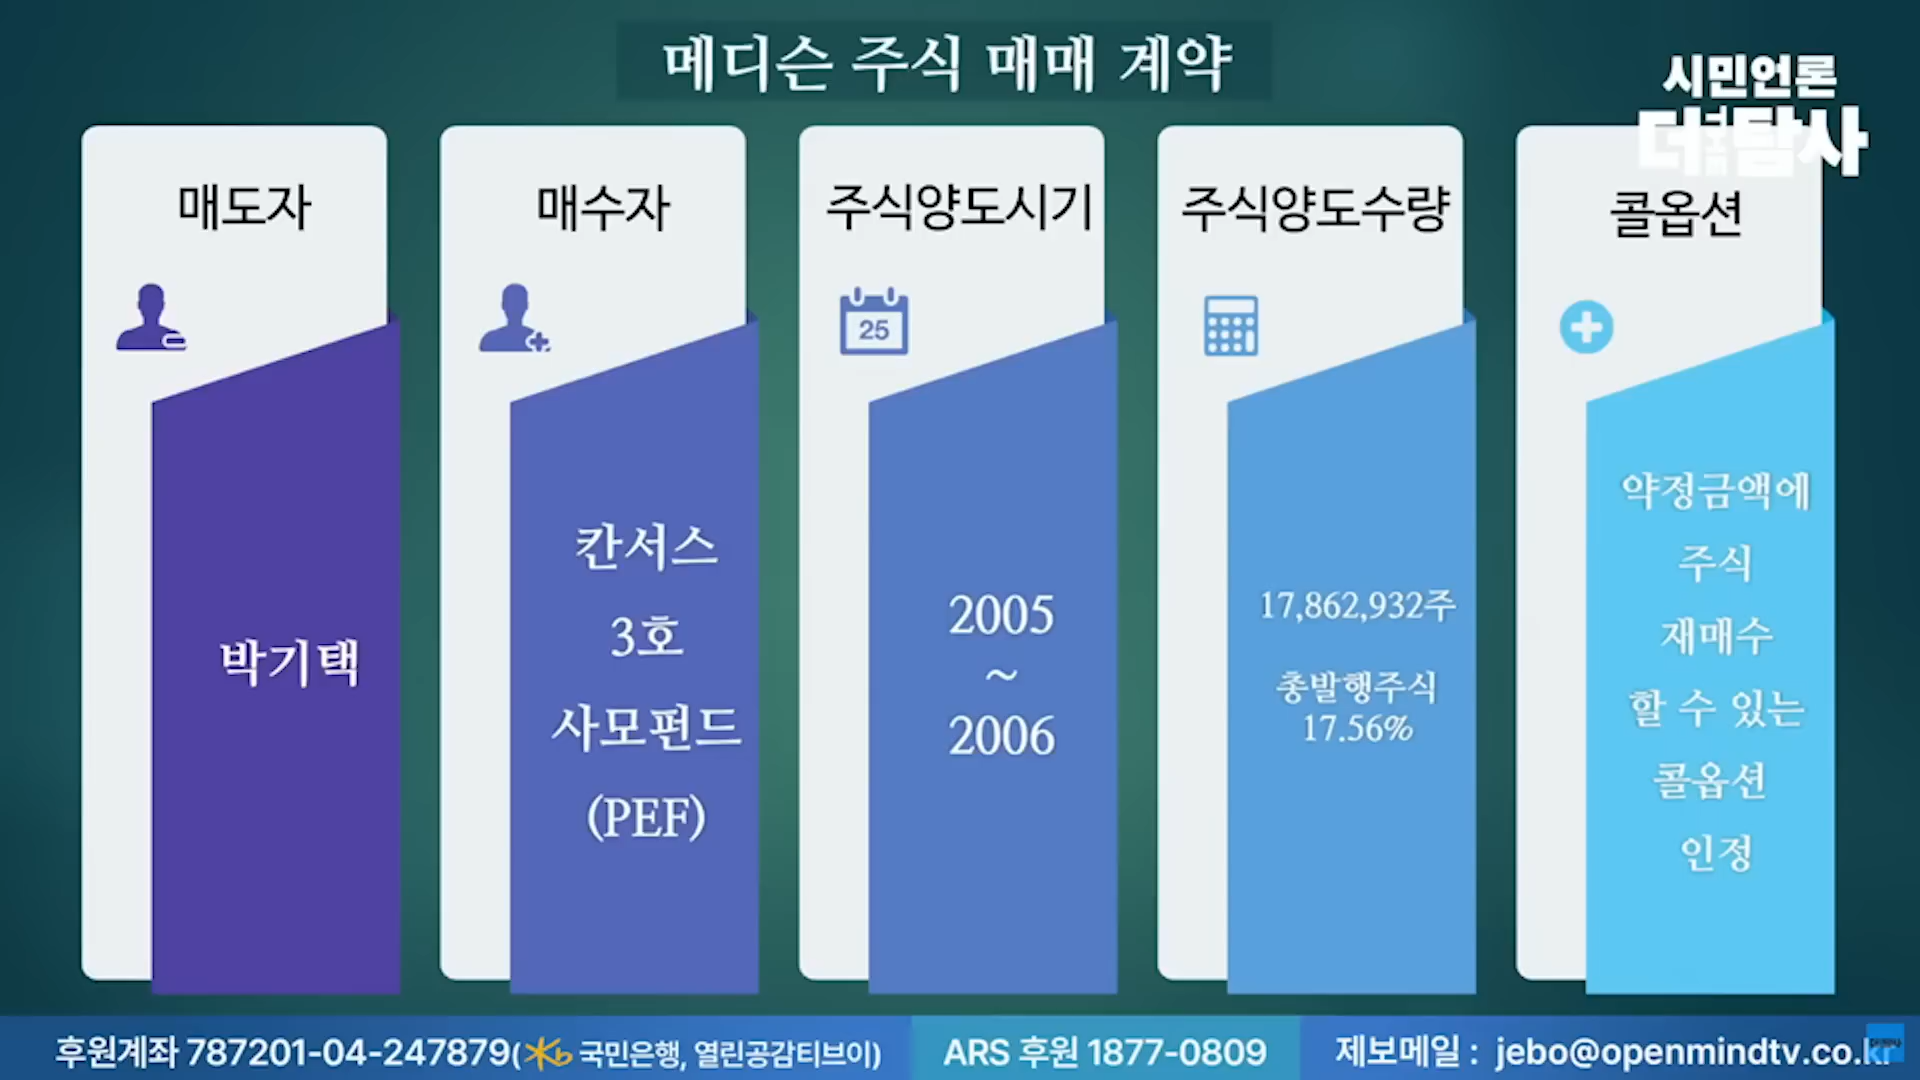 메디슨 주식 매매 계약
시민언론
더탐사
매도자
박기택
매수자
칸서스
3호
사모펀드
(PEF)
주식양도시기
25
2005
~
2006
주식양도수량
17,862,932주
총발행주식
17.56%
콜옵션
약정금액에
주식
재매수
할 수 있는
콜옵션
인정
후원계좌 787201-04-247879( Kb 국민은행, 열린공감티브이)
ARS 후원 1877-0809
제보메일 : jebo@openmindtv.co.kr